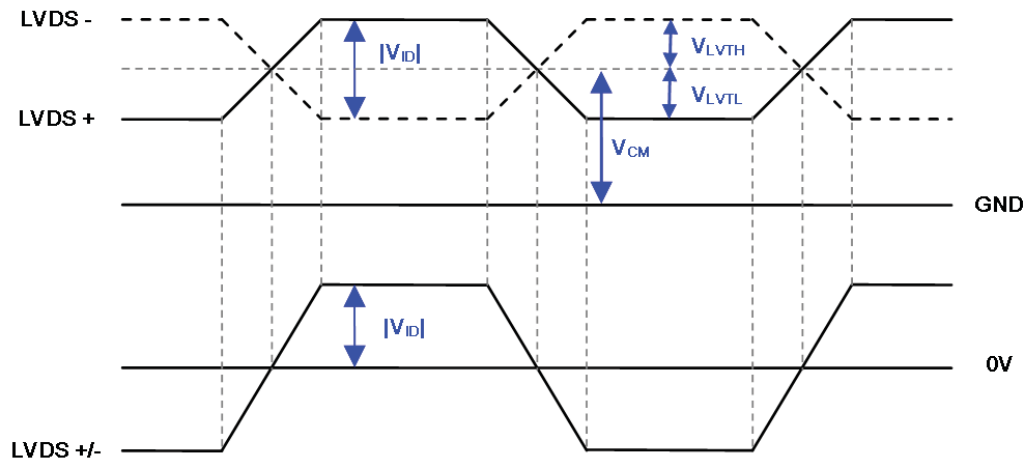 LVDS -
|VID|
VLVTH
VLVTL
LVDS +
VCM
GND
|VID|
0V
LVDS +/-